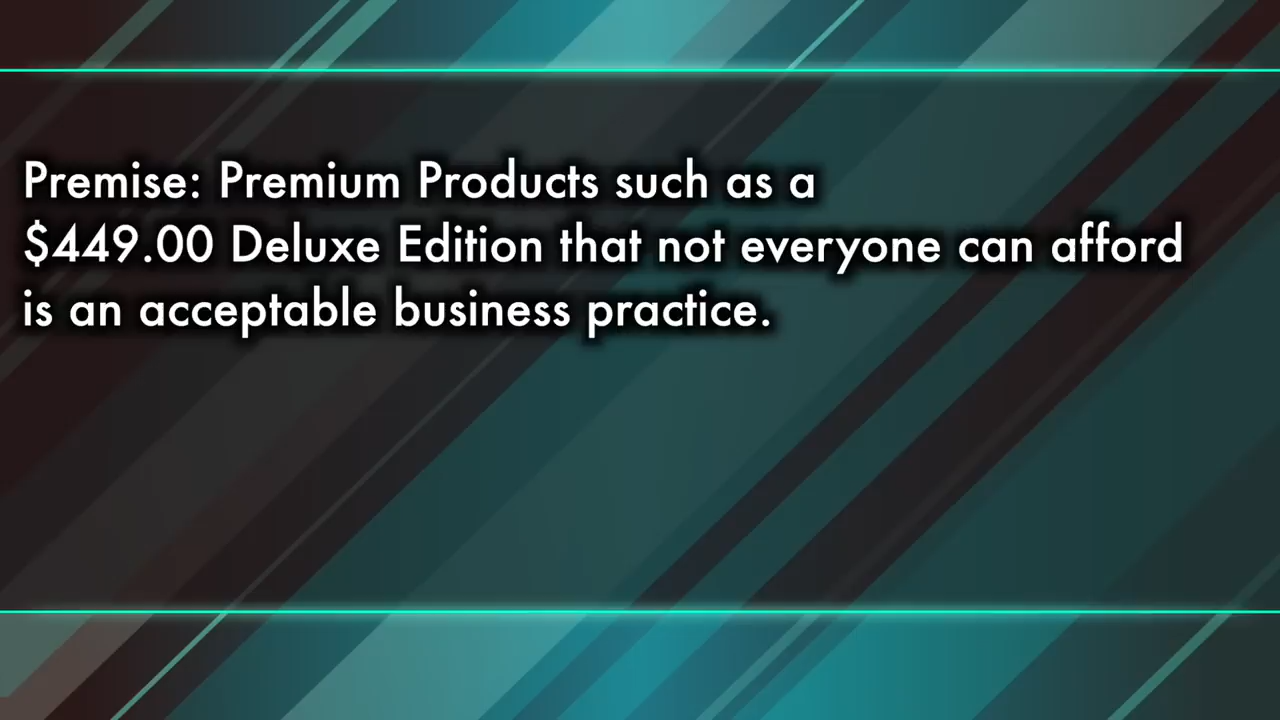 Premise: Premium Products such as a
$449.00 Deluxe Edition that not everyone can afford
is an acceptable business practice.